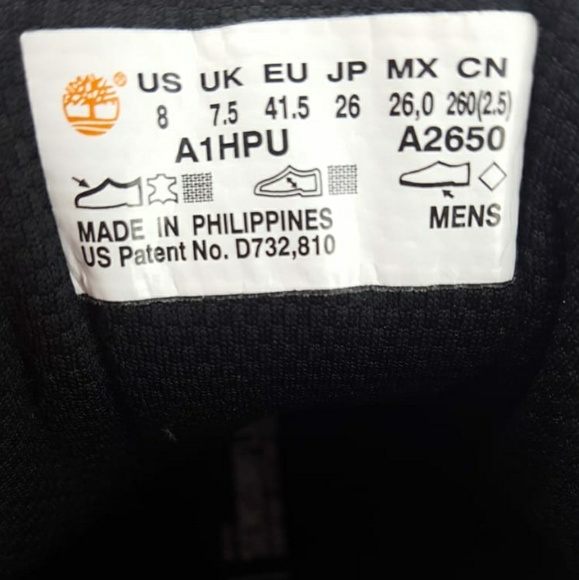 ® US UK EU JP MX CN
8 7.5 41.5 26 26,0 260(2.5)
A1HPU A2650
MADE IN PHILIPPINES MENS
US Patent No. D732,810